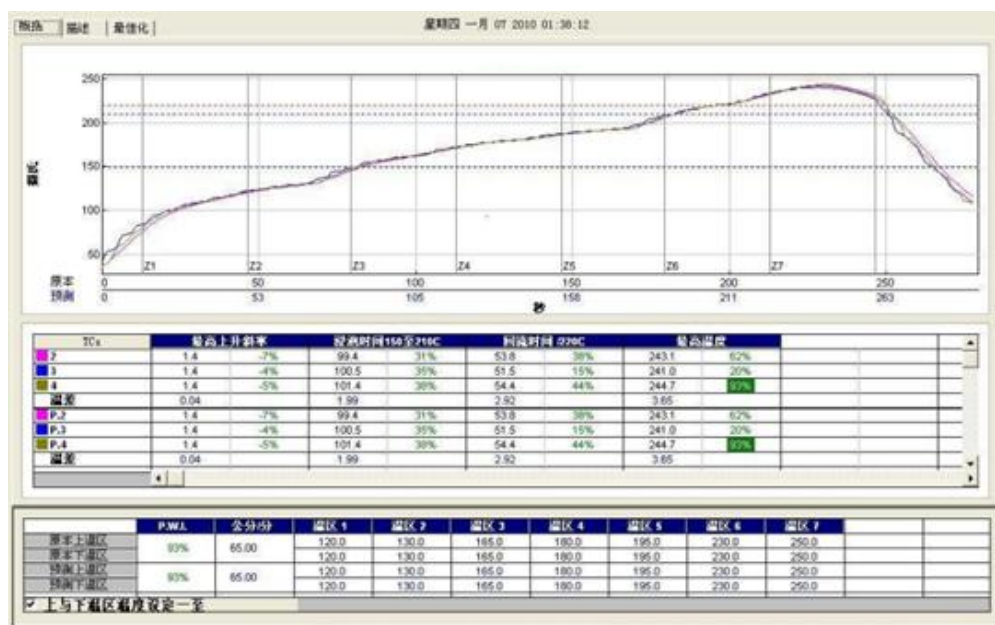 概括 描述 最佳化
星期四 一月 07 2010 01:38:12
250
200
150
100
50
摄氏
Z1 Z2 Z3 Z4 Z5 Z6 Z7
原本 0 50 100 150 200 250
预测 0 53 105 158 211 263
秒
TCs 最高上升斜率 浸泡时间150至210C 回流时间 /220C 最高温度
2 1.4 -7% 99.4 31% 53.8 38% 243.1 62%
3 1.4 -4% 100.5 35% 51.5 15% 241.0 20%
4 1.4 -5% 101.4 38% 54.4 44% 244.7 93%
温差 0.04 1.99 2.92 3.65
P.2 1.4 -7% 99.4 31% 53.8 38% 243.1 62%
P.3 1.4 -4% 100.5 35% 51.5 15% 241.0 20%
P.4 1.4 -5% 101.4 38% 54.4 44% 244.7 93%
温差 0.04 1.99 2.92 3.65
P.W.I. 公分/分 温区 1 温区 2 温区 3 温区 4 温区 5 温区 6 温区 7
原本上温区 93% 65.00 120.0 130.0 165.0 180.0 195.0 230.0 250.0
原本下温区 120.0 130.0 165.0 180.0 195.0 230.0 250.0
预测上温区 93% 65.00 120.0 130.0 165.0 180.0 195.0 230.0 250.0
预测下温区 120.0 130.0 165.0 180.0 195.0 230.0 250.0
上与下温区温度设定一至